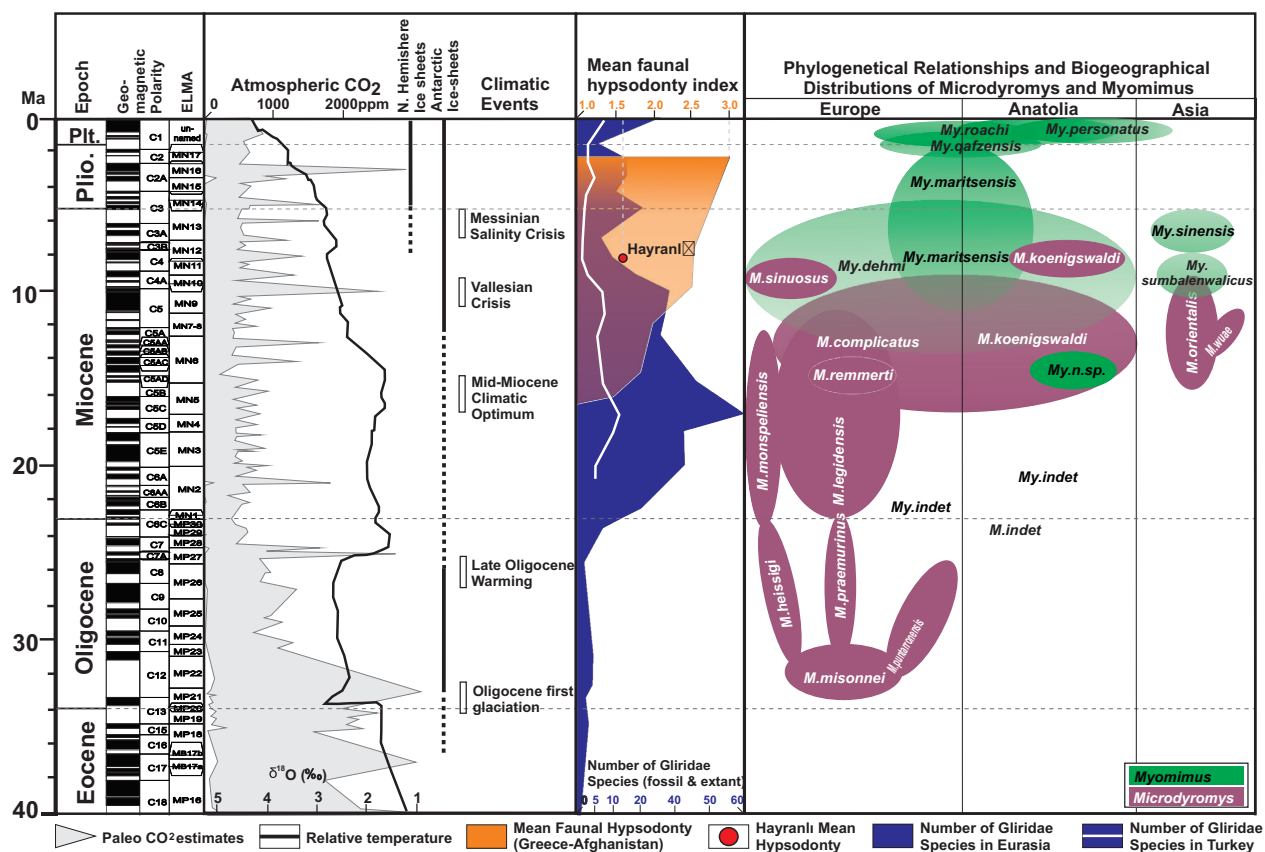 Ma
Epoch
Geo-
magnetic
Polarity
ELMA
Atmospheric CO2
0 1000 2000ppm
N. Hemishere
Ice sheets
Antarctic
Ice-sheets
Climatic
Events
Mean faunal
hypsodonty index
1.0 1.5 2.0 3.0
Phylogenetical Relationships and Biogeographical
Distributions of Microdyromys and Myomimus
Europe Anatolia Asia
0
10
20
30
40
Plt.
Plio.
Miocene
Oligocene
Eocene
C1
C2
C2A
C3
C3A
C3B
C4
C4A
C5
C5A
C5AA
C5AB
C5AC
C5AD
C5B
C5C
C5D
C5E
C6A
C6AA
C6B
C6C
C7
C7A
C8
C9
C10
C11
C12
C13
C15
C16
C17
C18
un-
named
MN17
MN16
MN15
MN14
MN13
MN12
MN11
MN10
MN9
MN7-8
MN6
MN5
MN4
MN3
MN2
MN1
MP30
MP29
MP28
MP27
MP26
MP25
MP24
MP23
MP22
MP21
MP20
MP19
MP18
MP17b
MP17a
MP16
δ18O (‰)
5 4 3 2 1
Messinian
Salinity Crisis
Vallesian
Crisis
Mid-Miocene
Climatic
Optimum
Late Oligocene
Warming
Oligocene first
glaciation
Hayranl
Number of Gliridae
Species (fossil & extant)
0 5 10 20 40 60
My.roachi
My.personatus
My.qafzensis
My.maritsensis
My.sinensis
My.dehmi
My.maritsensis
M.koenigswaldi
M.sinuosus
My.
sumbalenwalicus
M.orientalis
M.wuae
M.complicatus
M.koenigswaldi
M.remmerti
My.n.sp.
M.monspeliensis
M.legidensis
My.indet
My.indet
M.indet
M.heissigi
M.praemurinus
M.puntarronensis
M.misonnei
Myomimus
Microdyromys
Paleo CO2 estimates
Relative temperature
Mean Faunal Hypsodonty
(Greece-Afghanistan)
Hayranlı Mean
Hypsodonty
Number of Gliridae
Species in Eurasia
Number of Gliridae
Species in Turkey